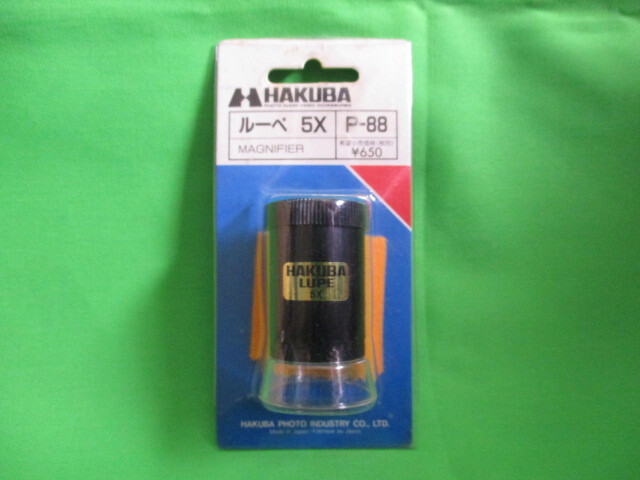 HAKUBA
ルーペ 5X P-88
MAGNIFIER
¥650
HAKUBA
LUPE
5X
HAKUBA PHOTO INDUSTRY CO., LTD.